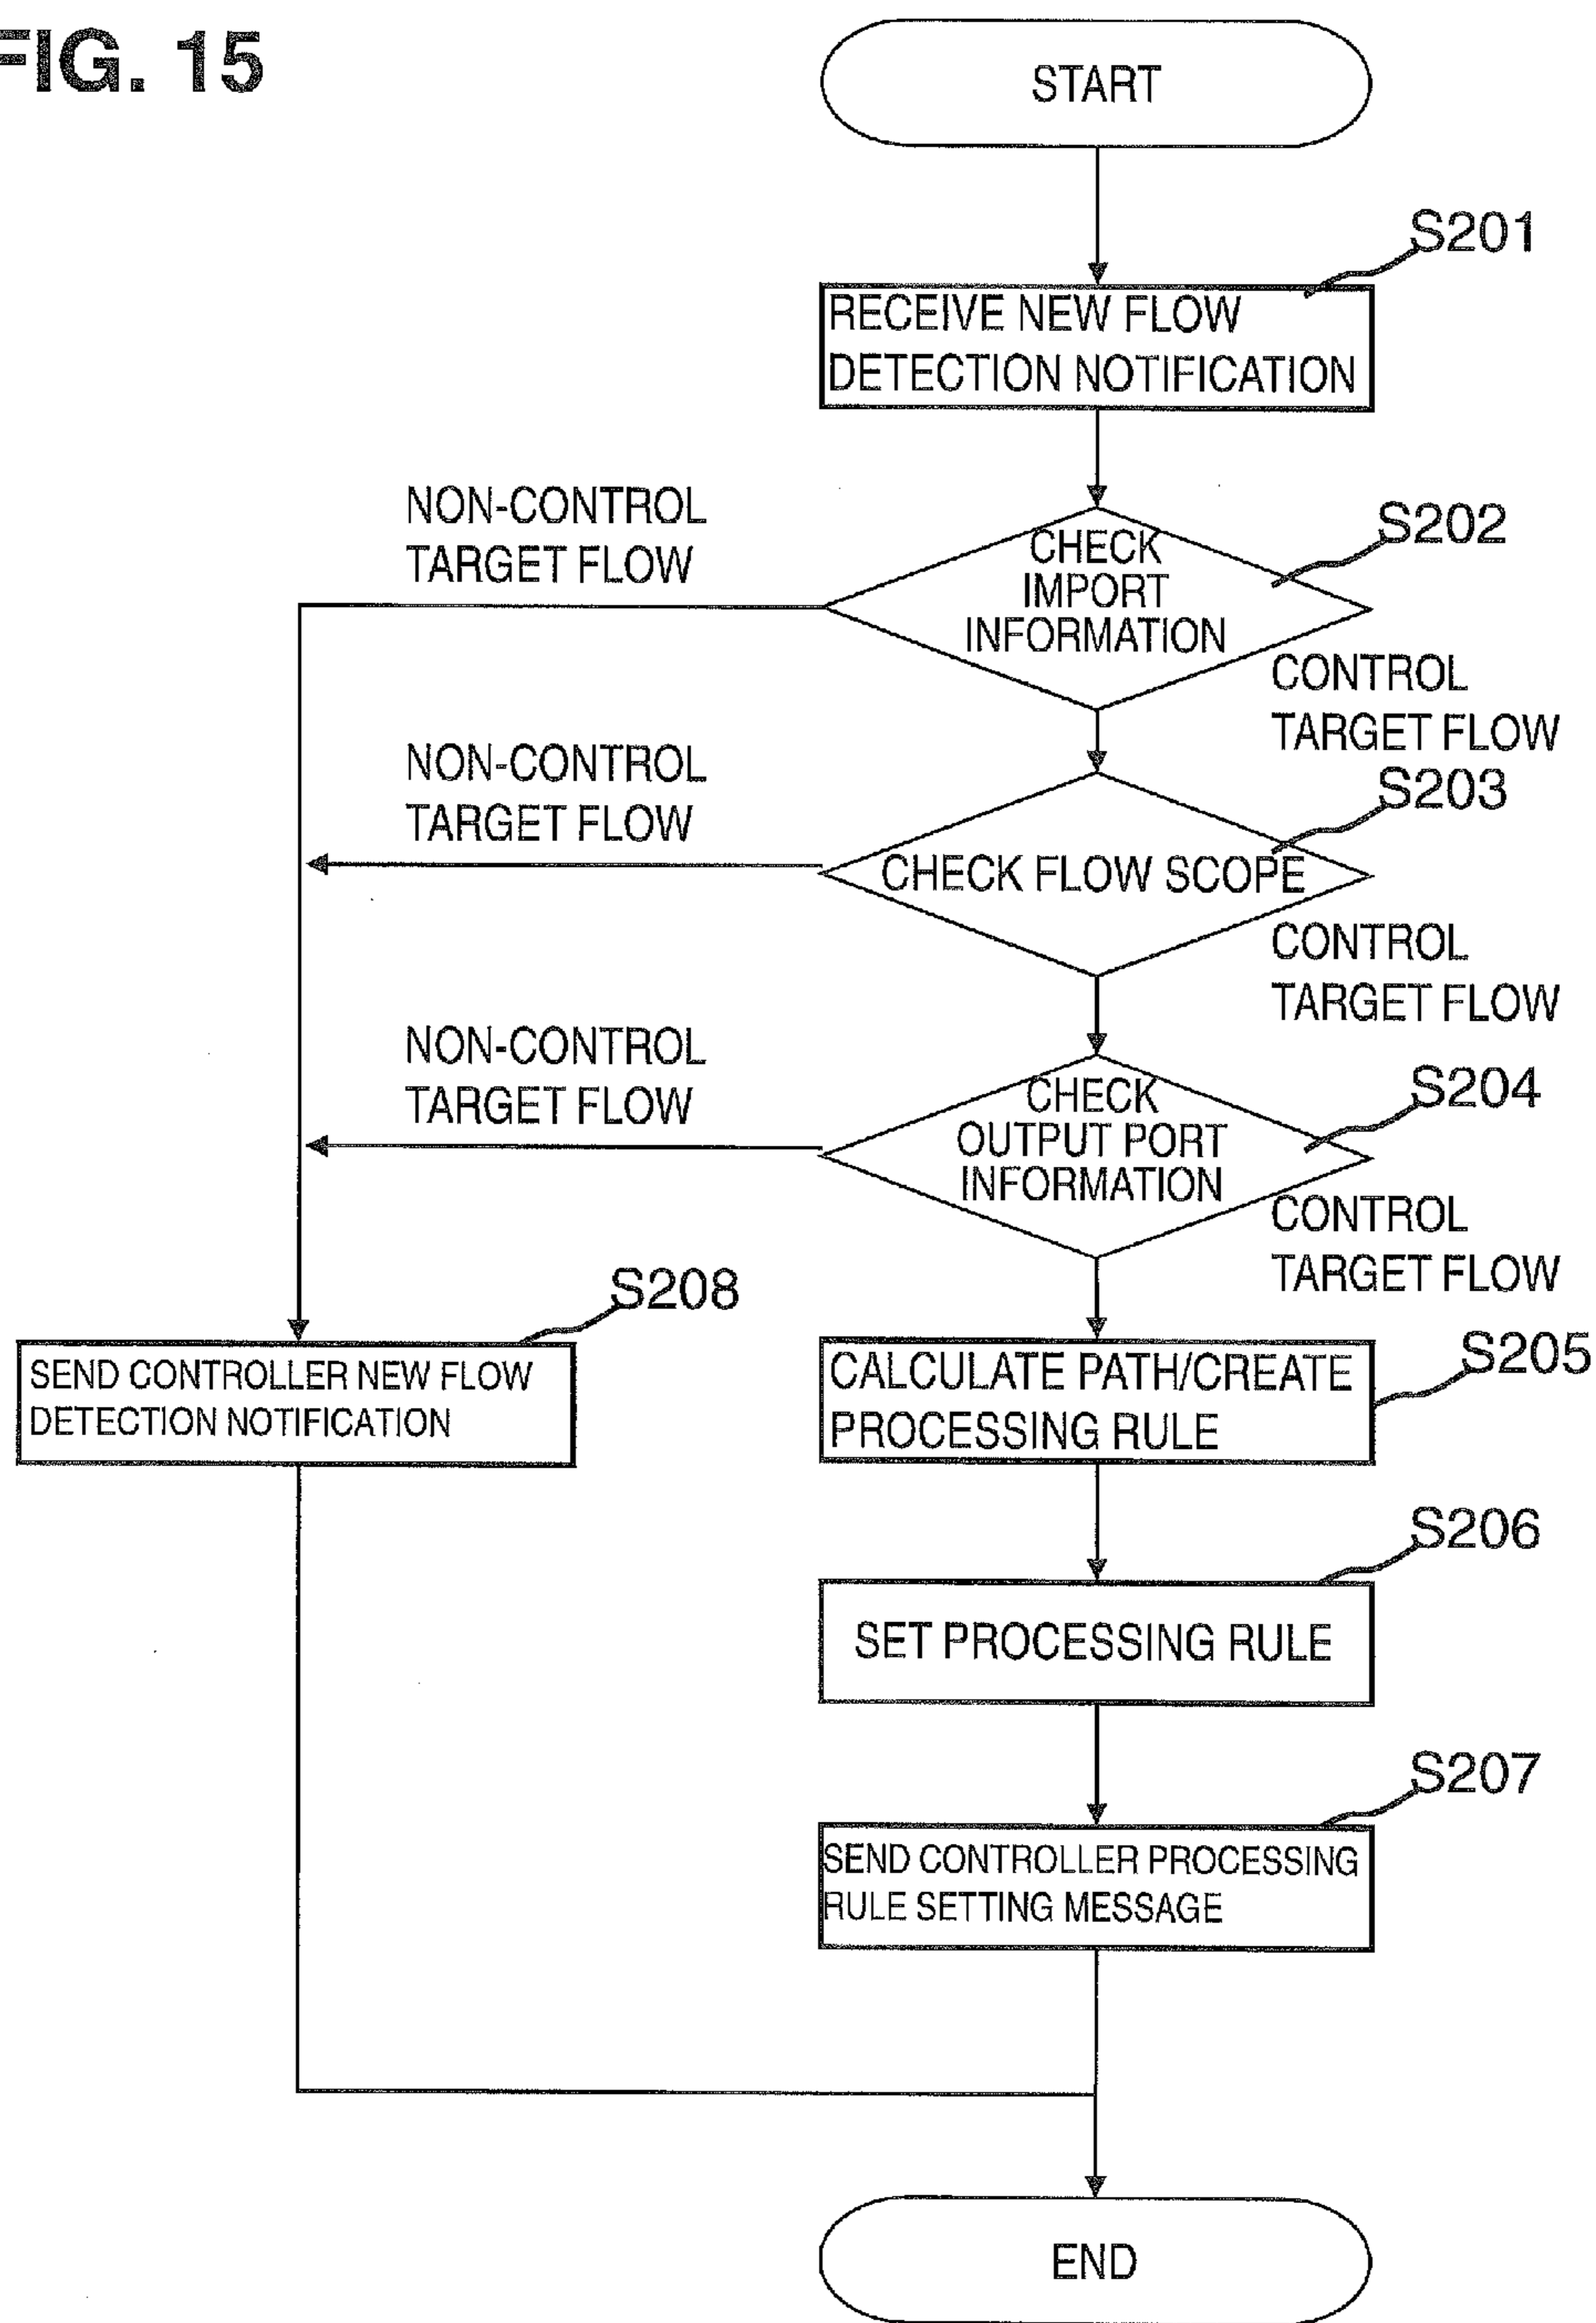 FIG. 15
START
S201
RECEIVE NEW FLOW
DETECTION NOTIFICATION
NON-CONTROL
TARGET FLOW
S202
CHECK
IMPORT
INFORMATION
CONTROL
TARGET FLOW
NON-CONTROL
TARGET FLOW
S203
CHECK FLOW SCOPE
CONTROL
TARGET FLOW
NON-CONTROL
TARGET FLOW
S204
CHECK
OUTPUT PORT
INFORMATION
CONTROL
TARGET FLOW
S208
SEND CONTROLLER NEW FLOW
DETECTION NOTIFICATION
S205
CALCULATE PATH/CREATE
PROCESSING RULE
S206
SET PROCESSING RULE
S207
SEND CONTROLLER PROCESSING
RULE SETTING MESSAGE
END